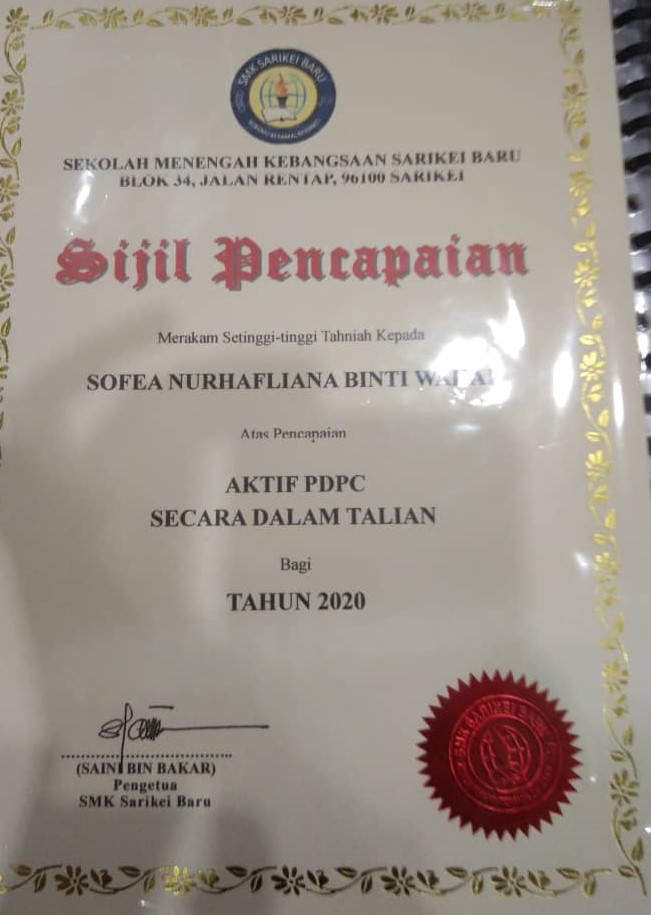 SMK SARIKEI BARU
SEKOLAH MENENGAH KEBANGSAAN SARIKEI BARU
BLOK 34, JALAN RENTAP, 96100 SARIKEI
Sijil Pencapaian
Merakam Setinggi-tinggi Tahniah Kepada
SOFEA NURHAFLIANA BINTI
Atas Pencapaian
AKTIF PDPC
SECARA DALAM TALIAN
Bagi
TAHUN 2020
(SAINI BIN BAKAR)
Pengetua
SMK Sarikei Baru
SMK SARIKEI BARU